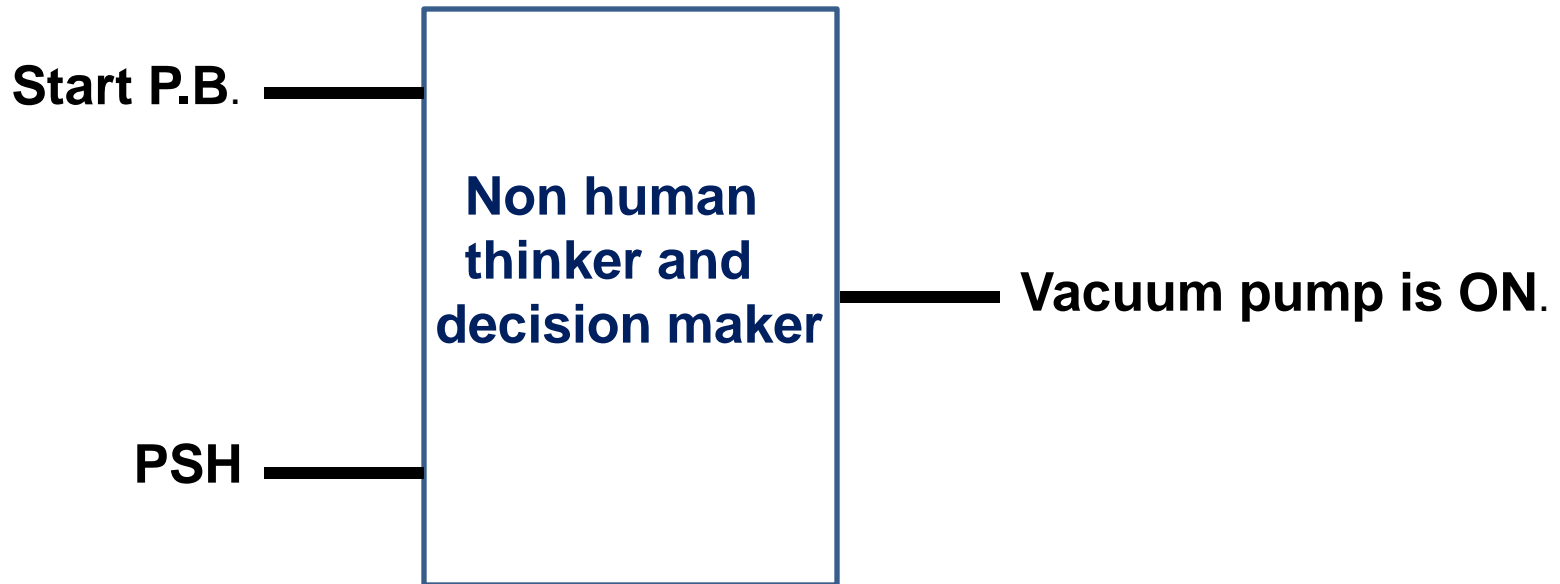 Start P.B.
Non human
thinker and
decision maker
Vacuum pump is ON.
PSH